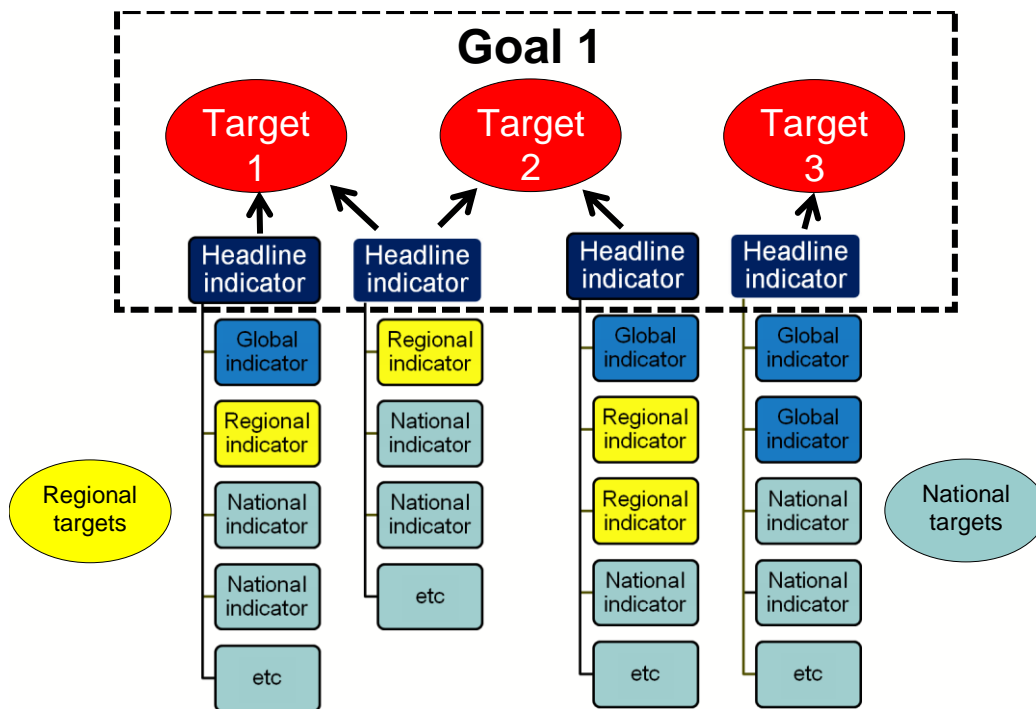 Goal 1
Target
1
Target
2
Target
3
Headline
indicator
Headline
indicator
Headline
indicator
Headline
indicator
Global
indicator
Regional
indicator
National
indicator
National
indicator
etc
Regional
indicator
National
indicator
National
indicator
etc
Global
indicator
Regional
indicator
Regional
indicator
National
indicator
etc
Global
indicator
Global
indicator
National
indicator
National
indicator
etc
Regional
targets
National
targets